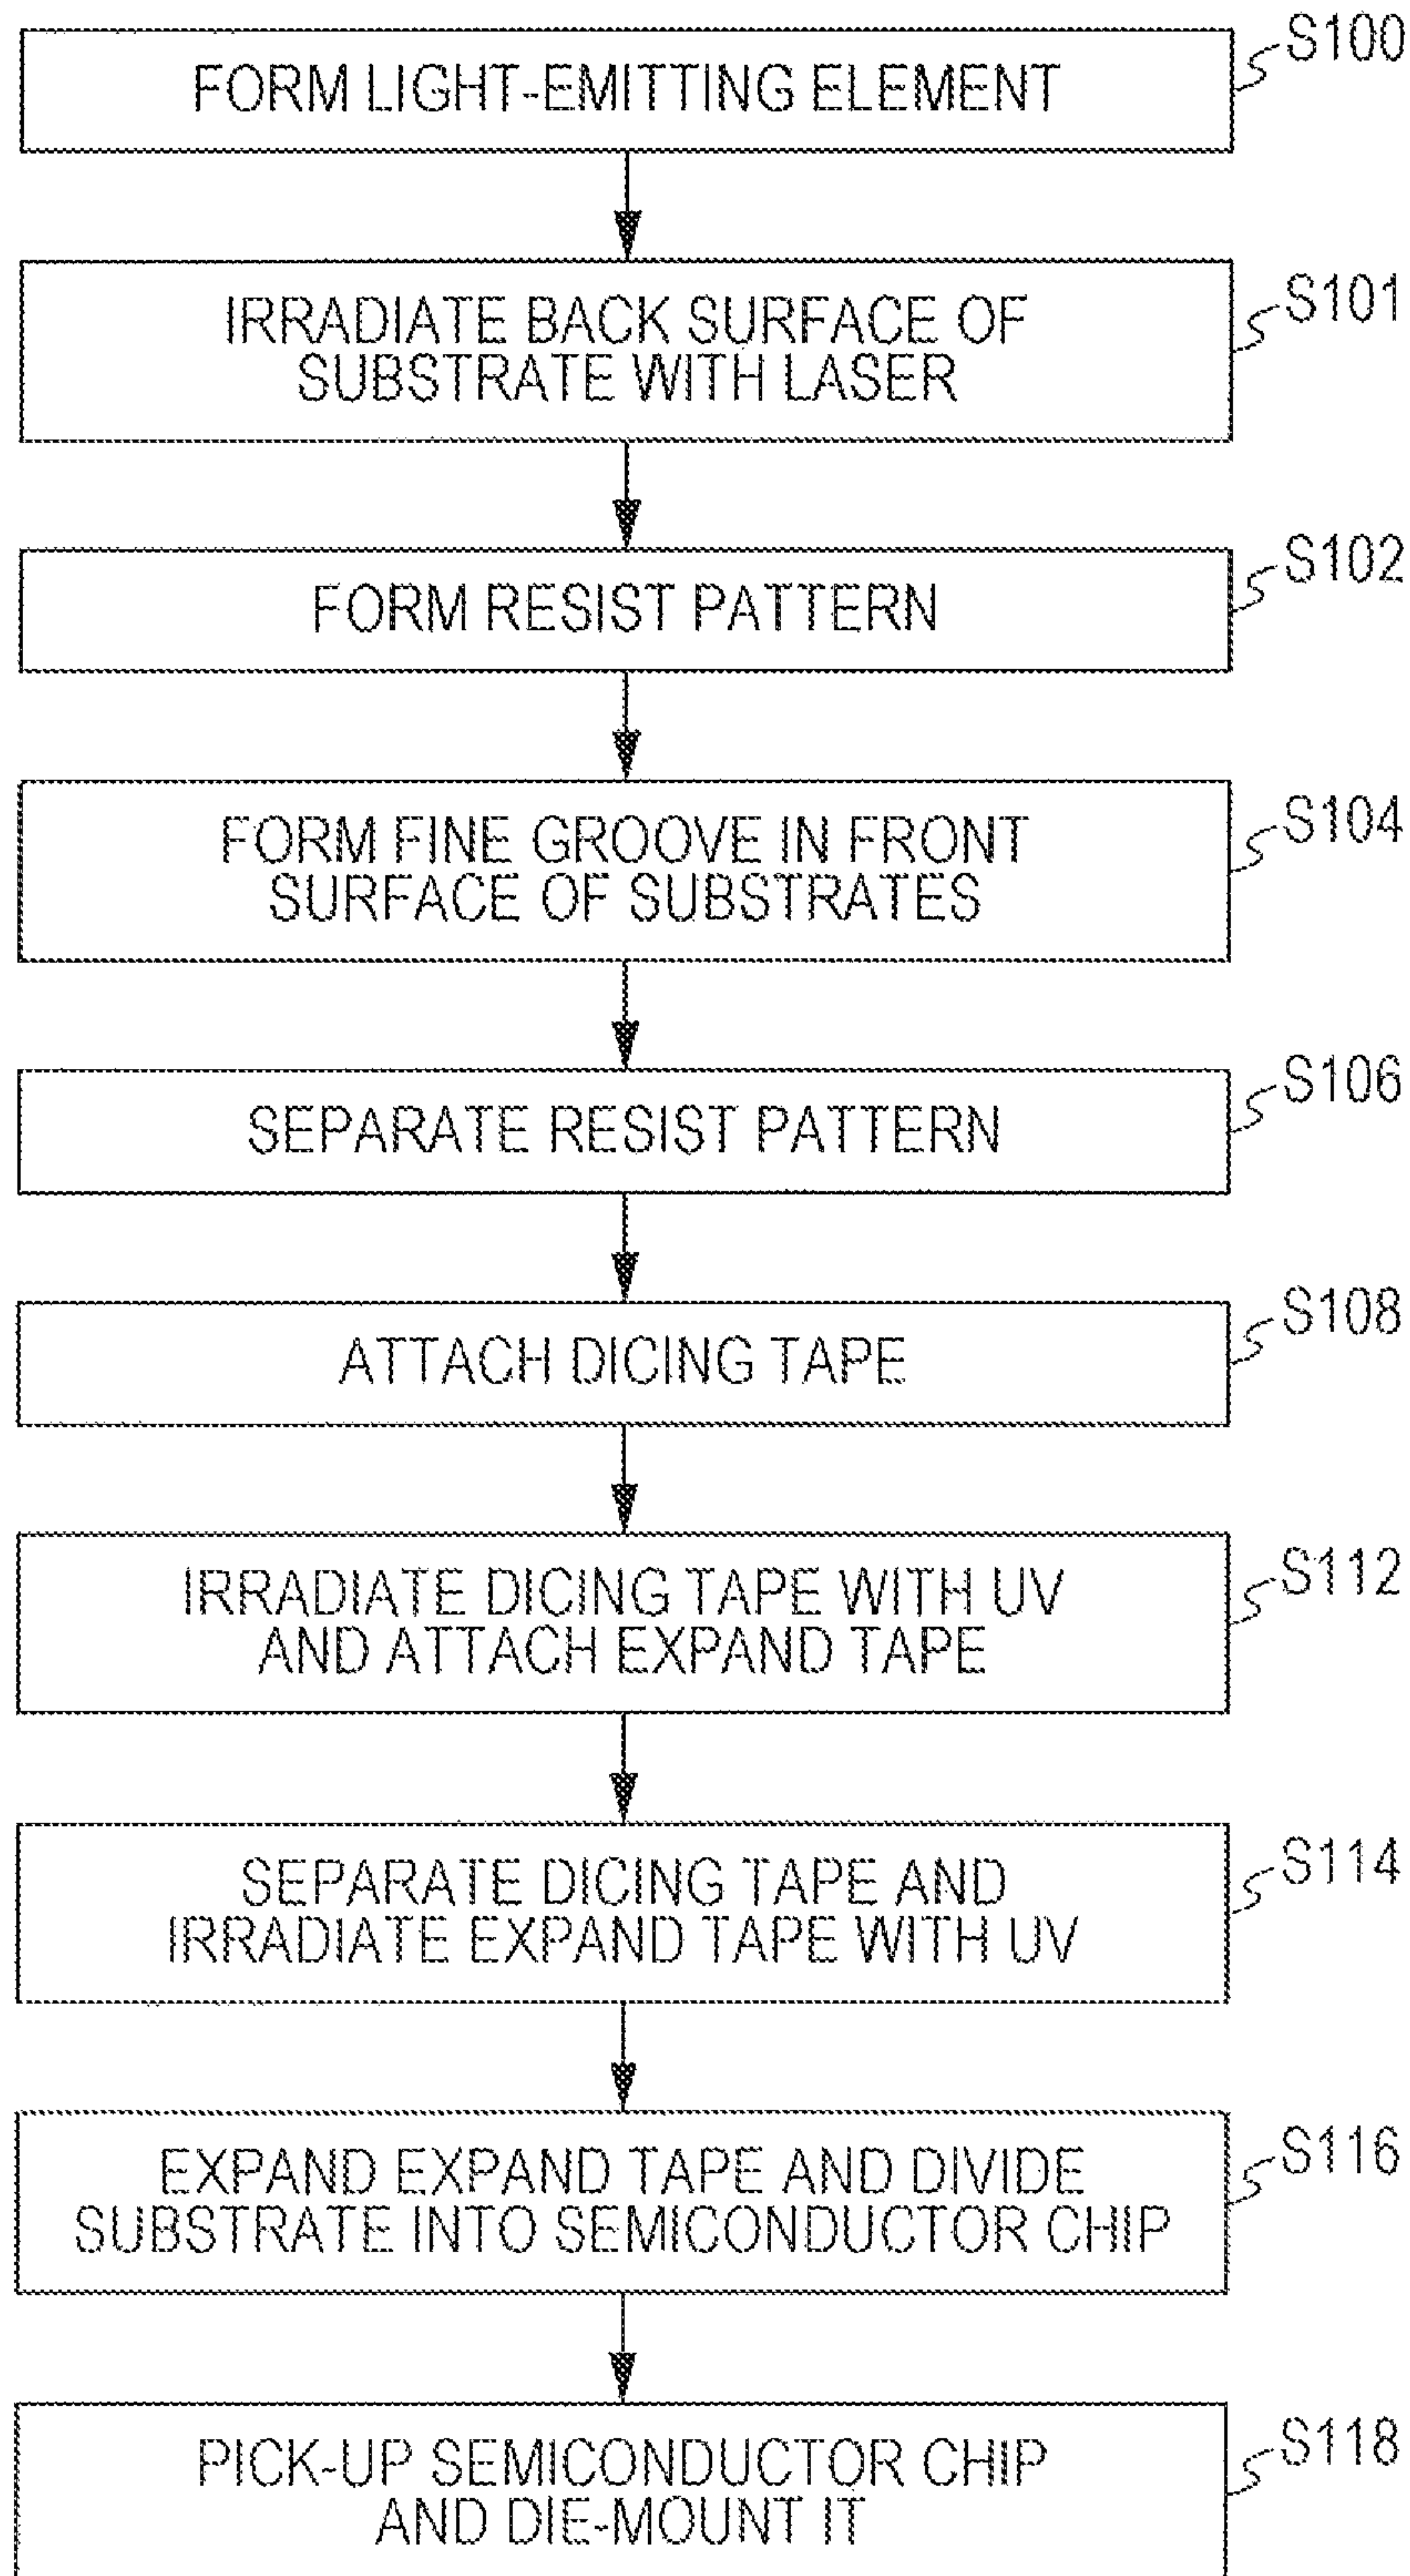 S100
FORM LIGHT-EMITTING ELEMENT
S101
IRRADIATE BACK SURFACE OF
SUBSTRATE WITH LASER
S102
FORM RESIST PATTERN
S104
FORM FINE GROOVE IN FRONT
SURFACE OF SUBSTRATES
S106
SEPARATE RESIST PATTERN
S108
ATTACH DICING TAPE
S112
IRRADIATE DICING TAPE WITH UV
AND ATTACH EXPAND TAPE
S114
SEPARATE DICING TAPE AND
IRRADIATE EXPAND TAPE WITH UV
S116
EXPAND EXPAND TAPE AND DIVIDE
SUBSTRATE INTO SEMICONDUCTOR CHIP
S118
PICK-UP SEMICONDUCTOR CHIP
AND DIE-MOUNT IT